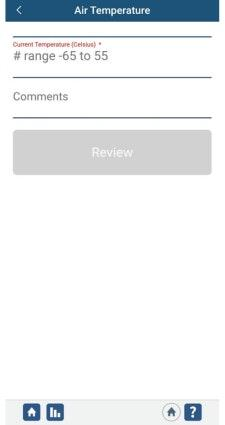 Air Temperature
Current Temperature (Celsius) *
# range -65 to 55
Comments
Review
?